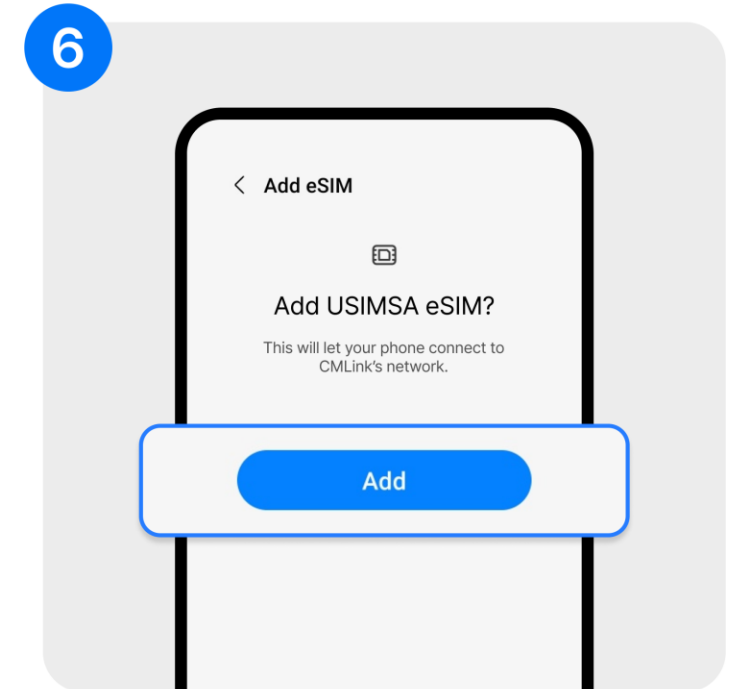 6
Add eSIM
Add USIMSA eSIM?
This will let your phone connect to
CMLink's network.
Add